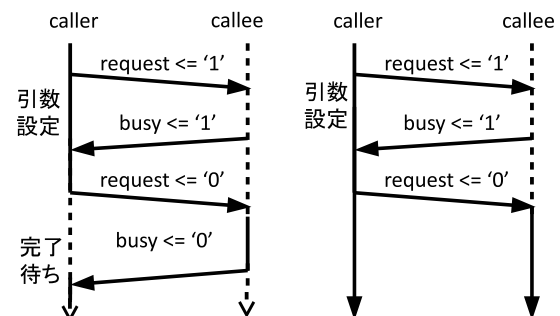 caller callee
request <= ‘1’
引数
設定
busy <= ‘1’
request <= ‘0’
busy <= ‘0’
完了
待ち
caller callee
request <= ‘1’
引数
設定
busy <= ‘1’
request <= ‘0’